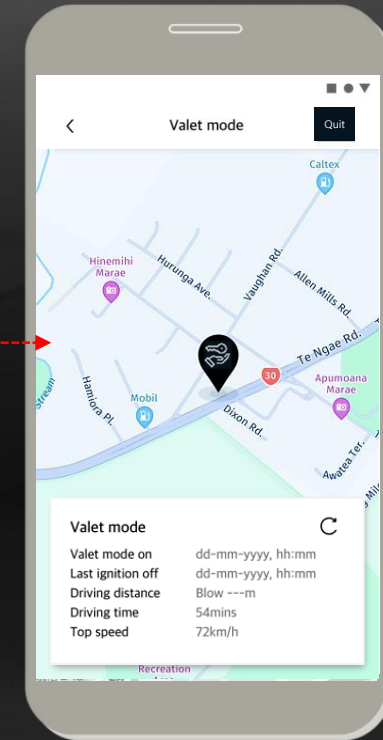 Valet mode
Quit
Caltex
Hinemihi
Marae
Hurunga Ave.
Vaughan Rd.
Allen Mills Rd.
Te Ngae Rd.
30
Apumoana
Marae
Stream
Hamiora Pl.
Mobil
Dixon Rd.
Awatea Ter.
Valet mode
Valet mode on dd-mm-yyyy, hh:mm
Last ignition off dd-mm-yyyy, hh:mm
Driving distance Blow ---m
Driving time 54mins
Top speed 72km/h
Recreation